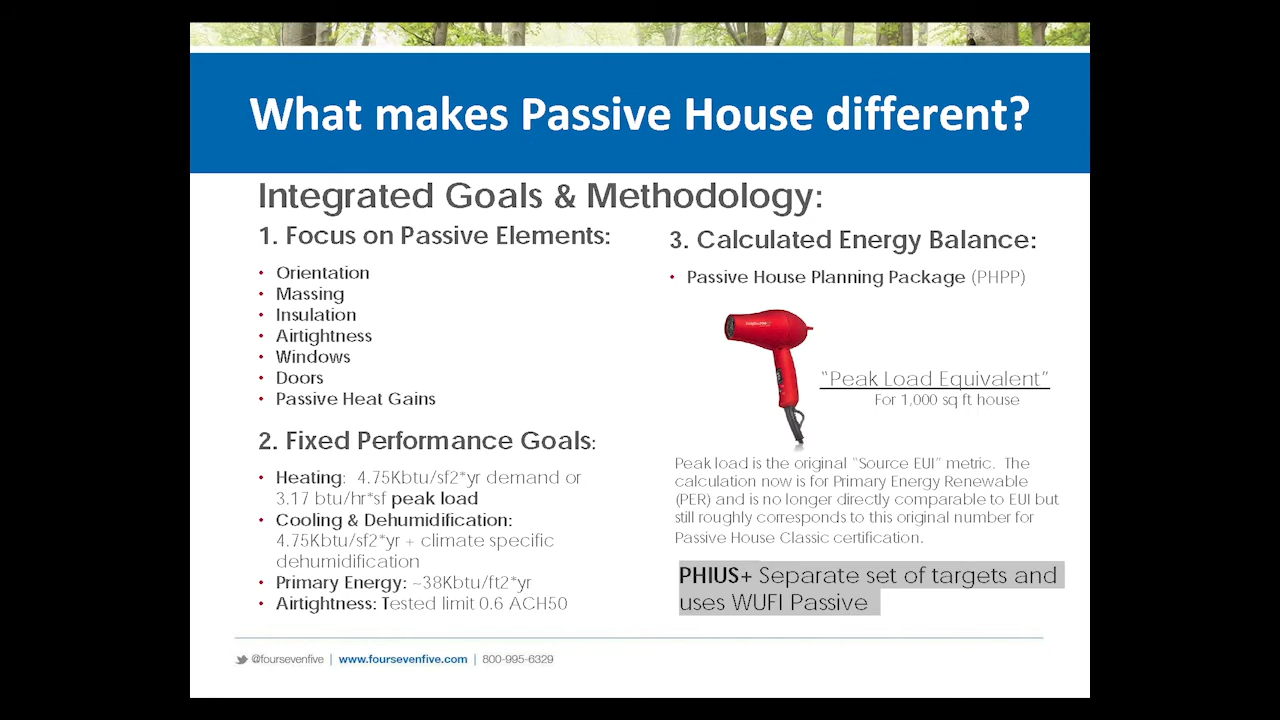 What makes Passive House different?
Integrated Goals & Methodology:
1. Focus on Passive Elements:
• Orientation
• Massing
• Insulation
• Airtightness
• Windows
• Doors
• Passive Heat Gains
2. Fixed Performance Goals:
• Heating: 4.75Kbtu/sf2*yr demand or
3.17 btu/hr*sf peak load
• Cooling & Dehumidification:
4.75Kbtu/sf2*yr + climate specific
dehumidification
• Primary Energy: ~38Kbtu/ft2*yr
• Airtightness: Tested limit 0.6 ACH50
3. Calculated Energy Balance:
• Passive House Planning Package (PHPP)
"Peak Load Equivalent"
For 1,000 sq ft house
Peak load is the original "Source EUI" metric. The
calculation now is for Primary Energy Renewable
(PER) and is no longer directly comparable to EUI but
still roughly corresponds to this original number for
Passive House Classic certification.
PHIUS+ Separate set of targets and
uses WUFI Passive
@foursevenfive | www.foursevenfive.com | 800-995-6329